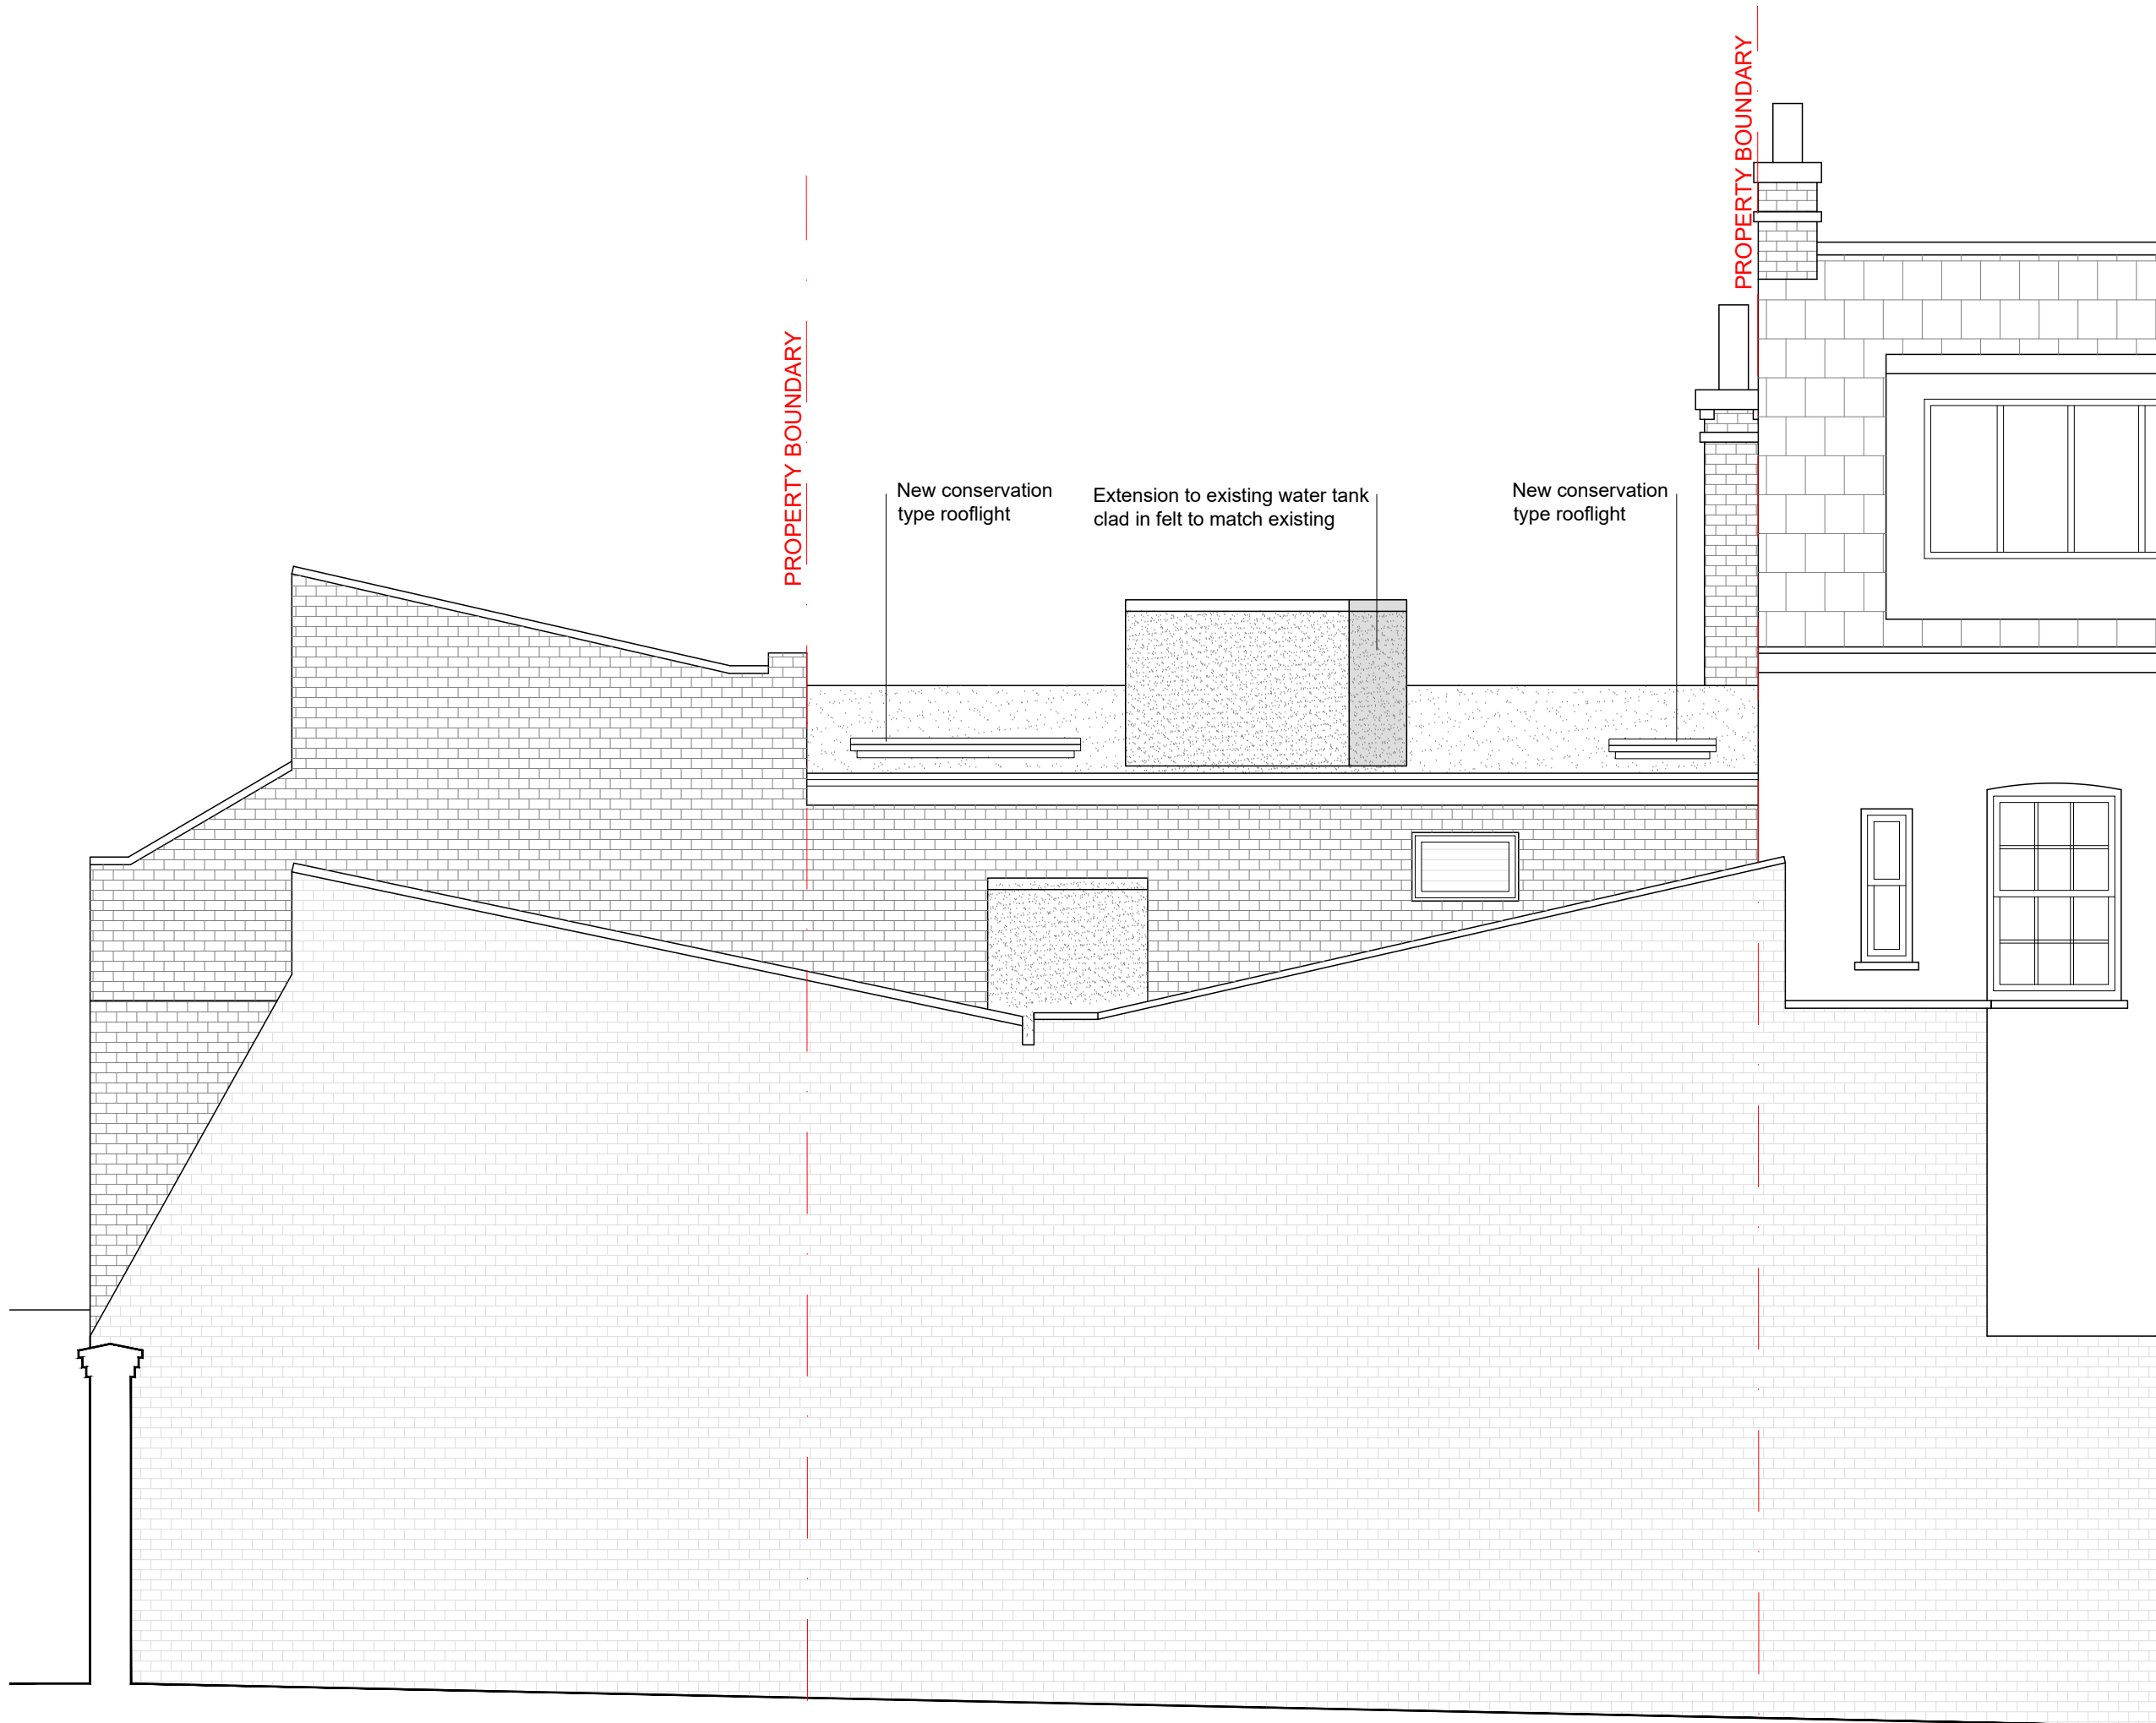 PROPERTY BOUNDARY
PROPERTY BOUNDARY
New conservation
type rooflight
Extension to existing water tank
clad in felt to match existing
New conservation
type rooflight